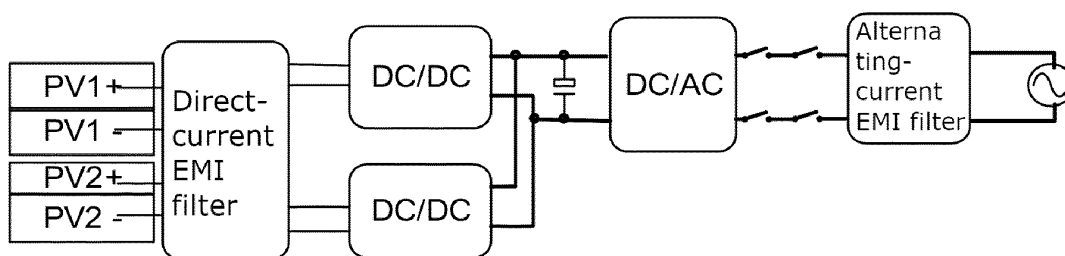 PV1+
PV1 -
PV2+
PV2 -
Direct-
current
EMI
filter
DC/DC
DC/DC
DC/AC
Alterna
ting-
current
EMI filter